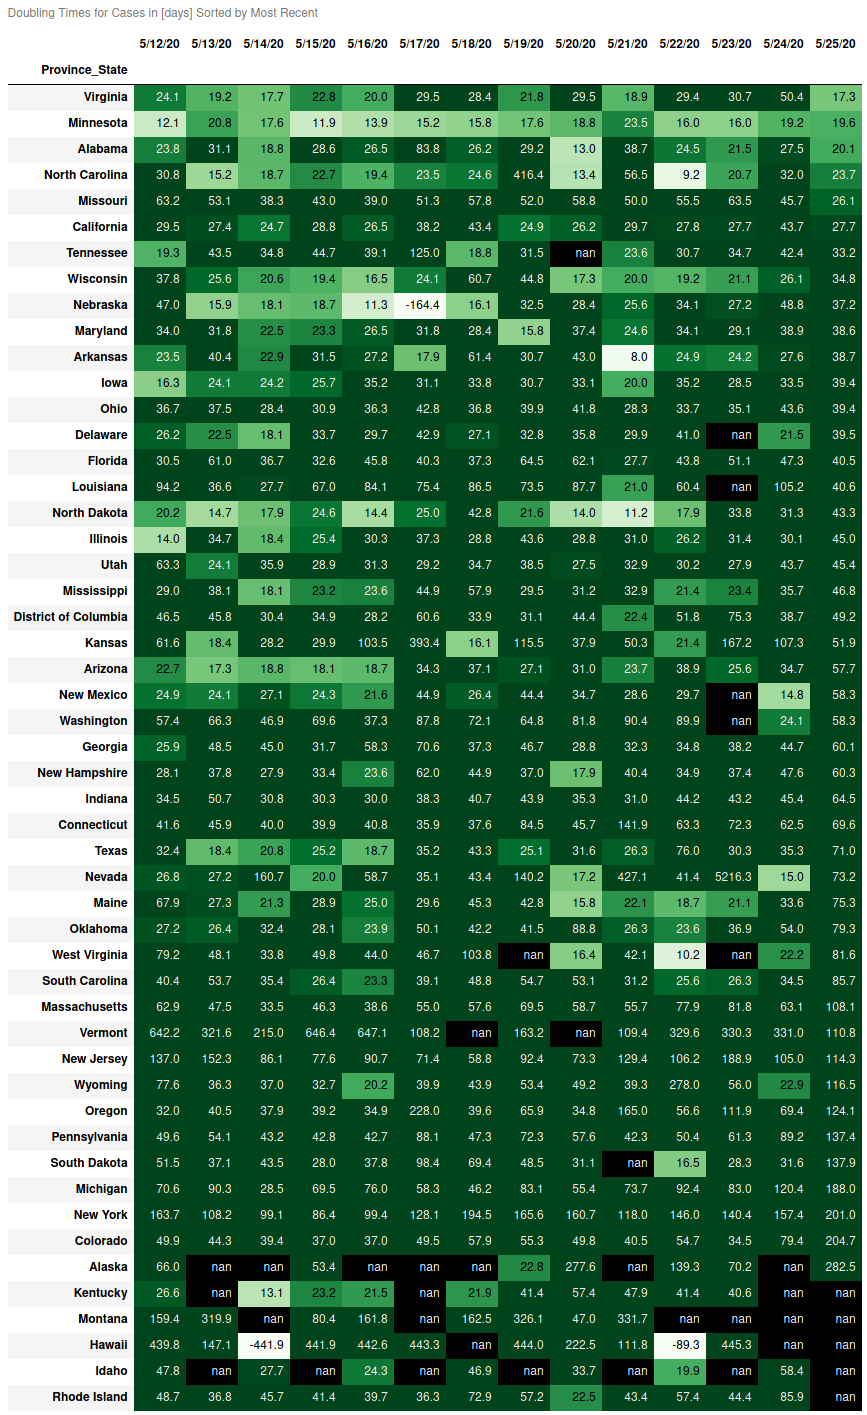 Doubling Times for Cases in [days] Sorted by Most Recent
5/12/20 5/13/20 5/14/20 5/15/20 5/16/20 5/17/20 5/18/20 5/19/20 5/20/20 5/21/20 5/22/20 5/23/20 5/24/20 5/25/20
Province_State
Virginia 24.1 19.2 17.7 22.8 20.0 29.5 28.4 21.8 29.5 18.9 29.4 30.7 50.4 17.3
Minnesota 12.1 20.8 17.6 11.9 13.9 15.2 15.8 17.6 18.8 23.5 16.0 16.0 19.2 19.6
Alabama 23.8 31.1 18.8 28.6 26.5 83.8 26.2 29.2 13.0 38.7 24.5 21.5 27.5 20.1
North Carolina 30.8 15.2 18.7 22.7 19.4 23.5 24.6 416.4 13.4 56.5 9.2 20.7 32.0 23.7
Missouri 63.2 53.1 38.3 43.0 39.0 51.3 57.8 52.0 58.8 50.0 55.5 63.5 45.7 26.1
California 29.5 27.4 24.7 28.8 26.5 38.2 43.4 24.9 26.2 29.7 27.8 27.7 43.7 27.7
Tennessee 19.3 43.5 34.8 44.7 39.1 125.0 18.8 31.5 nan 23.6 30.7 34.7 42.4 33.2
Wisconsin 37.8 25.6 20.6 19.4 16.5 24.1 60.7 44.8 17.3 20.0 19.2 21.1 26.1 34.8
Nebraska 47.0 15.9 18.1 18.7 11.3 -164.4 16.1 32.5 28.4 25.6 34.1 27.2 48.8 37.2
Maryland 34.0 31.8 22.5 23.3 26.5 31.8 28.4 15.8 37.4 24.6 34.1 29.1 38.9 38.6
Arkansas 23.5 40.4 22.9 31.5 27.2 17.9 61.4 30.7 43.0 8.0 24.9 24.2 27.6 38.7
Iowa 16.3 24.1 24.2 25.7 35.2 31.1 33.8 30.7 33.1 20.0 35.2 28.5 33.5 39.4
Ohio 36.7 37.5 28.4 30.9 36.3 42.8 36.8 39.9 41.8 28.3 33.7 35.1 43.6 39.4
Delaware 26.2 22.5 18.1 33.7 29.7 42.9 27.1 32.8 35.8 29.9 41.0 nan 21.5 39.5
Florida 30.5 61.0 36.7 32.6 45.8 40.3 37.3 64.5 62.1 27.7 43.8 51.1 47.3 40.5
Louisiana 94.2 36.6 27.7 67.0 84.1 75.4 86.5 73.5 87.7 21.0 60.4 nan 105.2 40.6
North Dakota 20.2 14.7 17.9 24.6 14.4 25.0 42.8 21.6 14.0 11.2 17.9 33.8 31.3 43.3
Illinois 14.0 34.7 18.4 25.4 30.3 37.3 28.8 43.6 28.8 31.0 26.2 31.4 30.1 45.0
Utah 63.3 24.1 35.9 28.9 31.3 29.2 34.7 38.5 27.5 32.9 30.2 27.9 43.7 45.4
Mississippi 29.0 38.1 18.1 23.2 23.6 44.9 57.9 29.5 31.2 32.9 21.4 23.4 35.7 46.8
District of Columbia 46.5 45.8 30.4 34.9 28.2 60.6 33.9 31.1 44.4 22.4 51.8 75.3 38.7 49.2
Kansas 61.6 18.4 28.2 29.9 103.5 393.4 16.1 115.5 37.9 50.3 21.4 167.2 107.3 51.9
Arizona 22.7 17.3 18.8 18.1 18.7 34.3 37.1 27.1 31.0 23.7 38.9 25.6 34.7 57.7
New Mexico 24.9 24.1 27.1 24.3 21.6 44.9 26.4 44.4 34.7 28.6 29.7 nan 14.8 58.3
Washington 57.4 66.3 46.9 69.6 37.3 87.8 72.1 64.8 81.8 90.4 89.9 nan 24.1 58.3
Georgia 25.9 48.5 45.0 31.7 58.3 70.6 37.3 46.7 28.8 32.3 34.8 38.2 44.7 60.1
New Hampshire 28.1 37.8 27.9 33.4 23.6 62.0 44.9 37.0 17.9 40.4 34.9 37.4 47.6 60.3
Indiana 34.5 50.7 30.8 30.3 30.0 38.3 40.7 43.9 35.3 31.0 44.2 43.2 45.4 64.5
Connecticut 41.6 45.9 40.0 39.9 40.8 35.9 37.6 84.5 45.7 141.9 63.3 72.3 62.5 69.6
Texas 32.4 18.4 20.8 25.2 18.7 35.2 43.3 25.1 31.6 26.3 76.0 30.3 35.3 71.0
Nevada 26.8 27.2 160.7 20.0 58.7 35.1 43.4 140.2 17.2 427.1 41.4 5216.3 15.0 73.2
Maine 67.9 27.3 21.3 28.9 25.0 29.6 45.3 42.8 15.8 22.1 18.7 21.1 33.6 75.3
Oklahoma 27.2 26.4 32.4 28.1 23.9 50.1 42.2 41.5 88.8 26.3 23.6 36.9 54.0 79.3
West Virginia 79.2 48.1 33.8 49.8 44.0 46.7 103.8 nan 16.4 42.1 10.2 nan 22.2 81.6
South Carolina 40.4 53.7 35.4 26.4 23.3 39.1 48.8 54.7 53.1 31.2 25.6 26.3 34.5 85.7
Massachusetts 62.9 47.5 33.5 46.3 38.6 55.0 57.6 69.5 58.7 55.7 77.9 81.8 63.1 108.1
Vermont 642.2 321.6 215.0 646.4 647.1 108.2 nan 163.2 nan 109.4 329.6 330.3 331.0 110.8
New Jersey 137.0 152.3 86.1 77.6 90.7 71.4 58.8 92.4 73.3 129.4 106.2 188.9 105.0 114.3
Wyoming 77.6 36.3 37.0 32.7 20.2 39.9 43.9 53.4 49.2 39.3 278.0 56.0 22.9 116.5
Oregon 32.0 40.5 37.9 39.2 34.9 228.0 39.6 65.9 34.8 165.0 56.6 111.9 69.4 124.1
Pennsylvania 49.6 54.1 43.2 42.8 42.7 88.1 47.3 72.3 57.6 42.3 50.4 61.3 89.2 137.4
South Dakota 51.5 37.1 43.5 28.0 37.8 98.4 69.4 48.5 31.1 nan 16.5 28.3 31.6 137.9
Michigan 70.6 90.3 28.5 69.5 76.0 58.3 46.2 83.1 55.4 73.7 92.4 83.0 120.4 188.0
New York 163.7 108.2 99.1 86.4 99.4 128.1 194.5 165.6 160.7 118.0 146.0 140.4 157.4 201.0
Colorado 49.9 44.3 39.4 37.0 37.0 49.5 57.9 55.3 49.8 40.5 54.7 34.5 79.4 204.7
Alaska 66.0 nan nan 53.4 nan nan nan 22.8 277.6 nan 139.3 70.2 nan 282.5
Kentucky 26.6 nan 13.1 23.2 21.5 nan 21.9 41.4 57.4 47.9 41.4 40.6 nan nan
Montana 159.4 319.9 nan 80.4 161.8 nan 162.5 326.1 47.0 331.7 nan nan nan nan
Hawaii 439.8 147.1 -441.9 441.9 442.6 443.3 nan 444.0 222.5 111.8 -89.3 445.3 nan nan
Idaho 47.8 nan 27.7 nan 24.3 nan 46.9 nan 33.7 nan 19.9 nan 58.4 nan
Rhode Island 48.7 36.8 45.7 41.4 39.7 36.3 72.9 57.2 22.5 43.4 57.4 44.4 85.9 nan